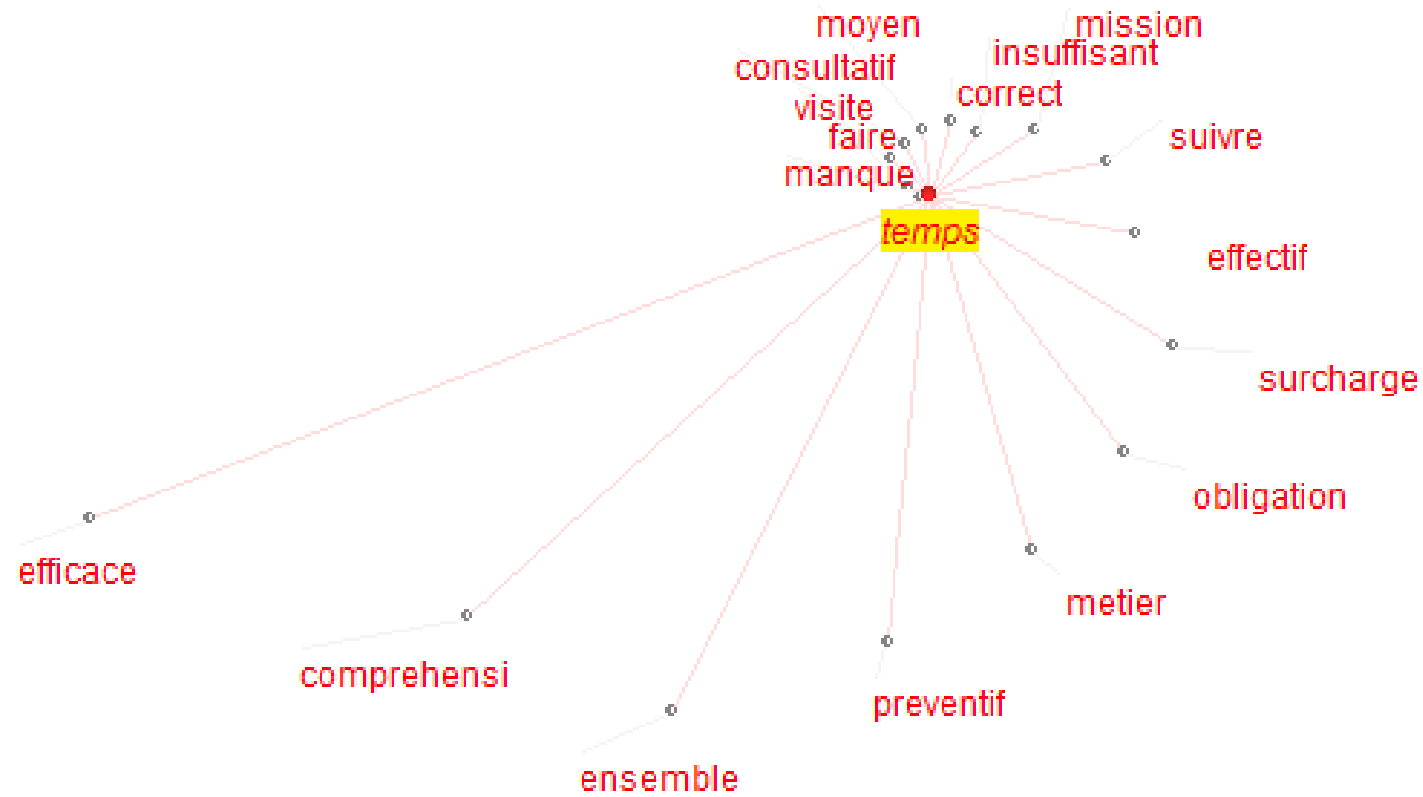 moyen
mission
insuffisant
consultatif
correct
visite
faire
suivre
manque
temps
effectif
surcharge
obligation
efficace
metier
comprehensi
preventif
ensemble